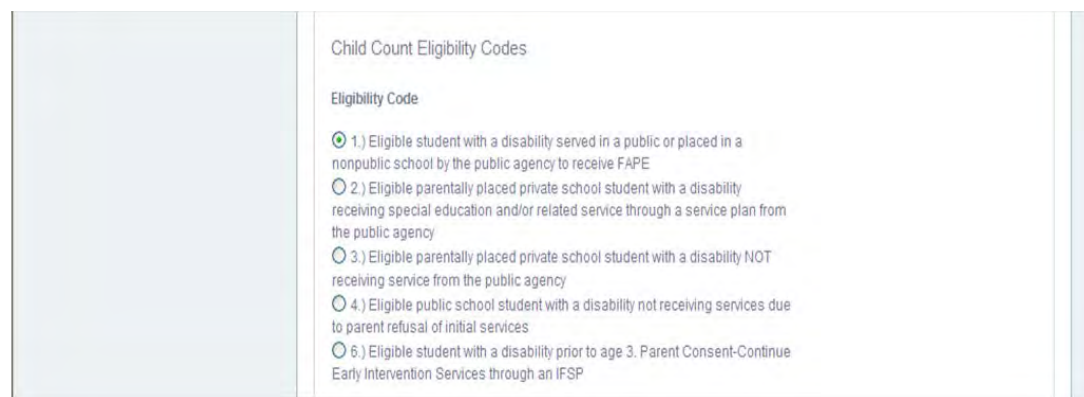 Child Count Eligibility Codes
Eligibility Code
1.) Eligible student with a disability served in a public or placed in a
nonpublic school by the public agency to receive FAPE
2.) Eligible parentally placed private school student with a disability
receiving special education and/or related service through a service plan from
the public agency
3.) Eligible parentally placed private school student with a disability NOT
receiving service from the public agency
4.) Eligible public school student with a disability not receiving services due
to parent refusal of initial services
6.) Eligible student with a disability prior to age 3. Parent Consent-Continue
Early Intervention Services through an IFSP